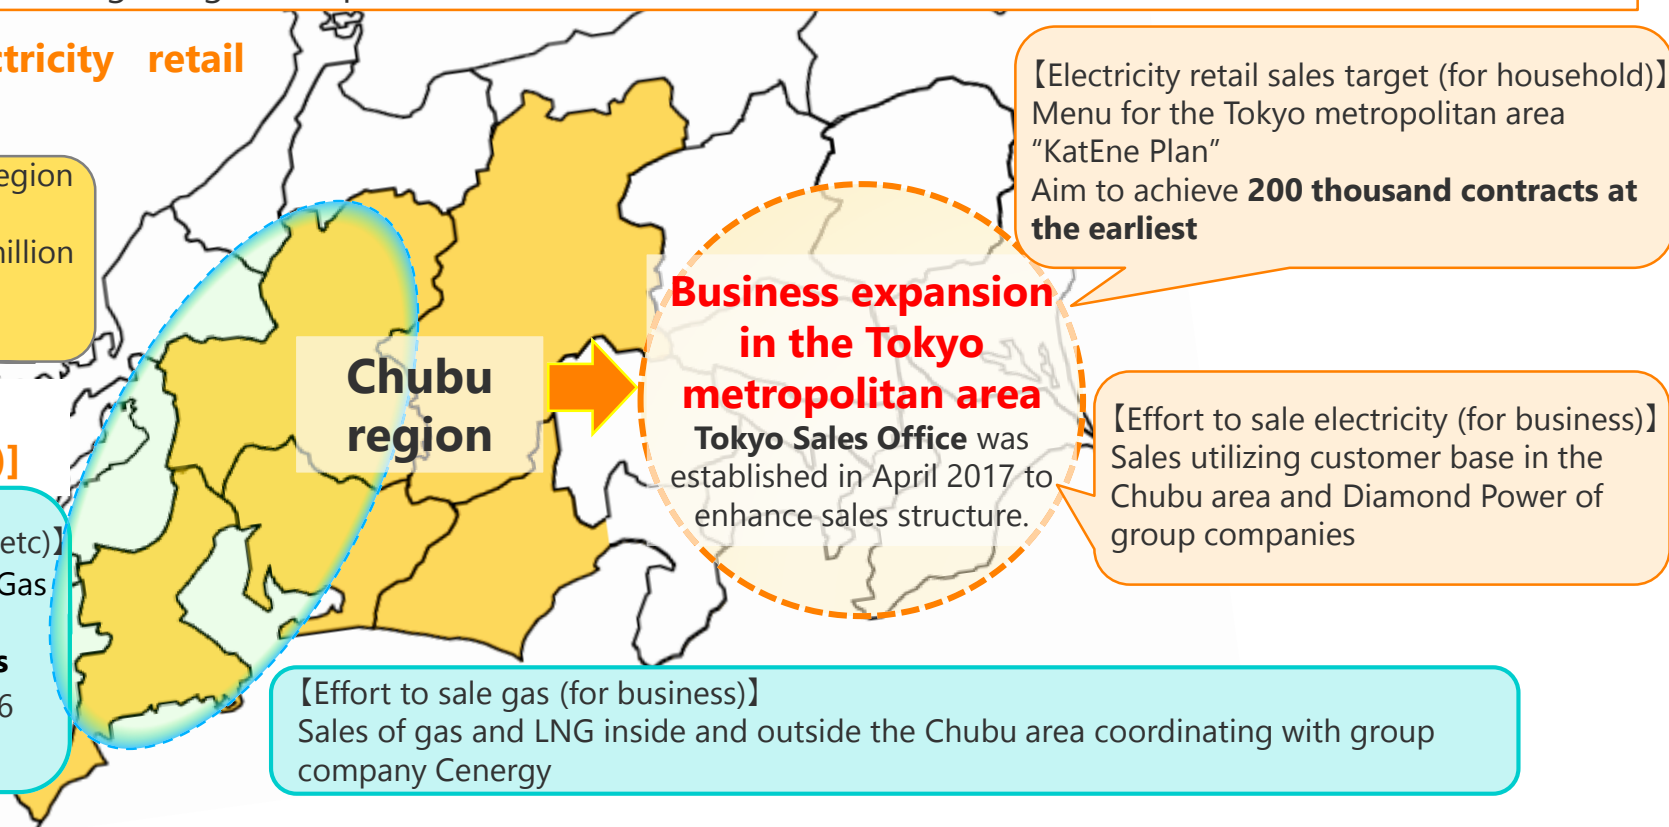 ctricity retail
【Electricity retail sales target (for household)】
Menu for the Tokyo metropolitan area
“KatEne Plan”
Aim to achieve 200 thousand contracts at
the earliest
egion
million
Business expansion
in the Tokyo
metropolitan area
Tokyo Sales Office was
established in April 2017 to
enhance sales structure.
Chubu
region
【Effort to sale electricity (for business)】
Sales utilizing customer base in the
Chubu area and Diamond Power of
group companies
)]
etc)】
Gas
s
6
【Effort to sale gas (for business)】
Sales of gas and LNG inside and outside the Chubu area coordinating with group
company Cenergy